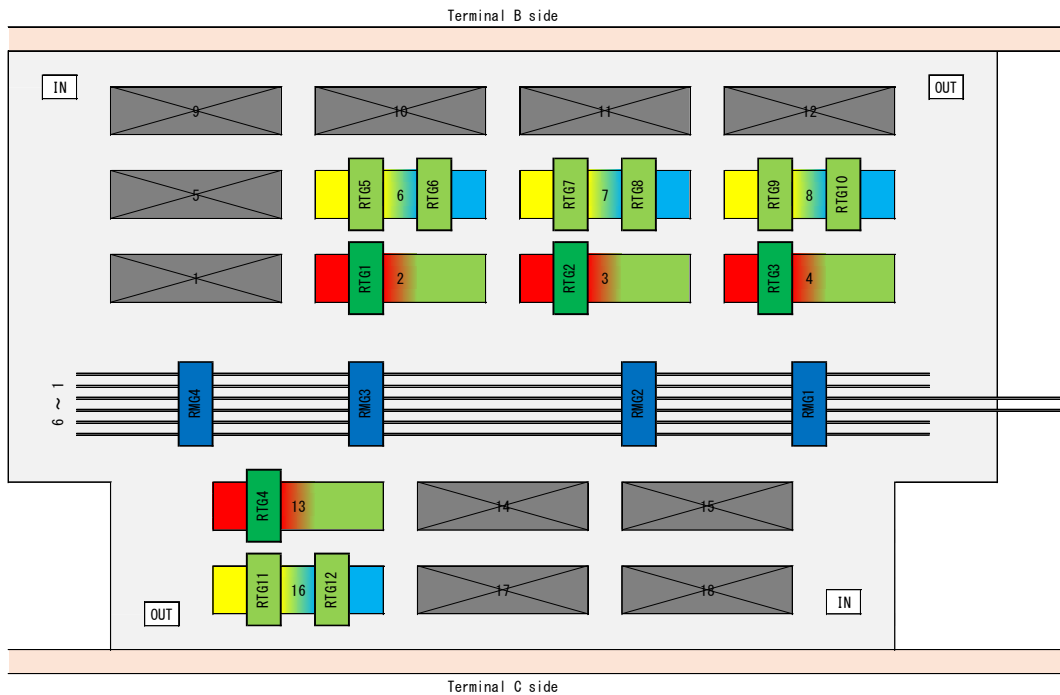 Terminal B side
IN
OUT
9
10
11
12
5
RTG5
6
RTG6
RTG7
7
RTG8
RTG9
8
RTG10
1
RTG1
2
RTG2
3
RTG3
4
6 ~ 1
RMG4
RMG3
RMG2
RMG1
RTG4
13
14
15
RTG11
16
RTG12
17
18
OUT
IN
Terminal C side